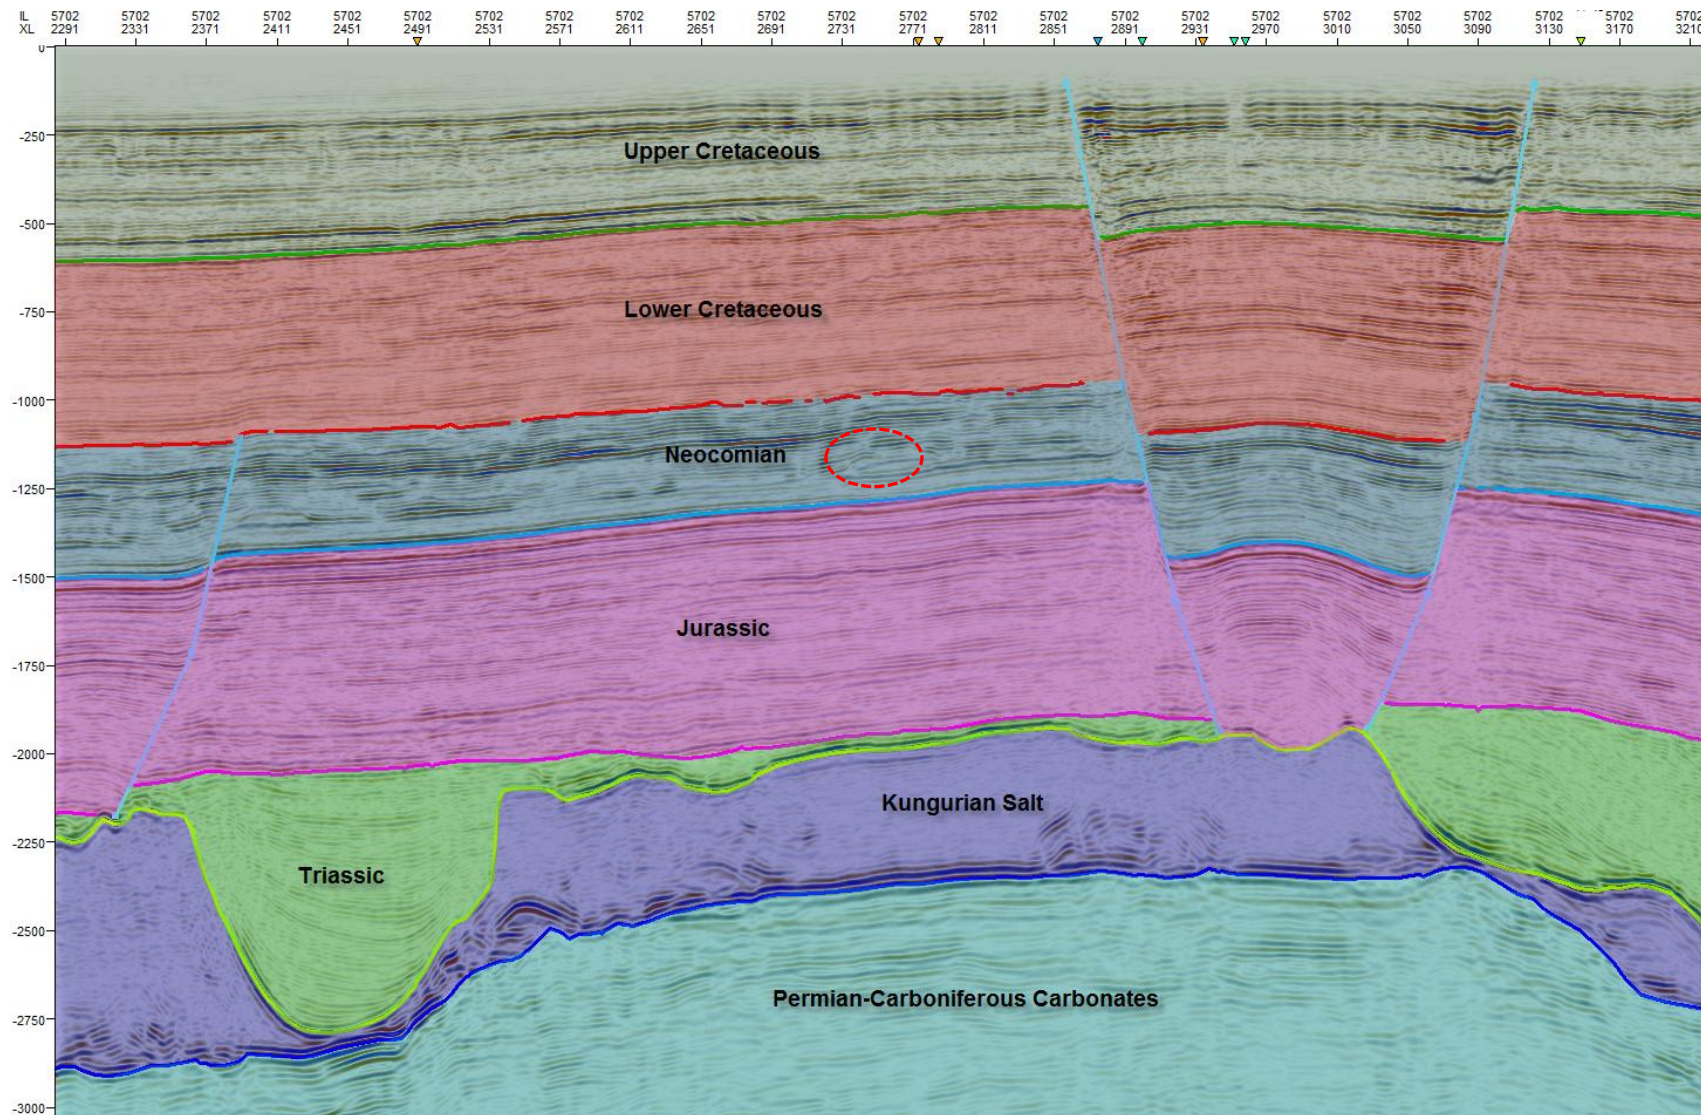 IL 5702 5702 5702 5702 5702 5702 5702 5702 5702 5702 5702 5702 5702 5702 5702 5702 5702 5702 5702 5702 5702 5702 5702 5702
XL 2291 2331 2371 2411 2451 2491 2531 2571 2611 2651 2691 2731 2771 2811 2851 2891 2931 2970 3010 3050 3090 3130 3170 3210
0
-250
Upper Cretaceous
-500
Lower Cretaceous
-750
-1000
Neocomian
-1250
-1500
Jurassic
-1750
-2000
Kungurian Salt
-2250
Triassic
-2500
Permian-Carboniferous Carbonates
-2750
-3000